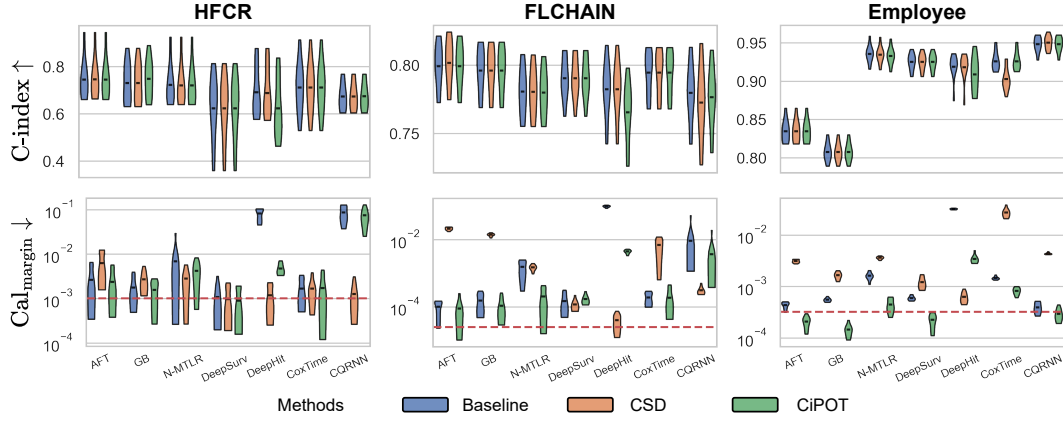 HFCR FLCHAIN Employee
C-index ↑
0.8
0.6
0.4
0.80
0.75
0.95
0.90
0.85
0.80
Cal_margin ↓
10⁻¹
10⁻²
10⁻³
10⁻⁴
10⁻²
10⁻⁴
10⁻²
10⁻³
10⁻⁴
AFT GB N-MTLR DeepSurv DeepHit CoxTime CQRNN
AFT GB N-MTLR DeepSurv DeepHit CoxTime CQRNN
AFT GB N-MTLR DeepSurv DeepHit CoxTime CQRNN
Methods Baseline CSD CiPOT